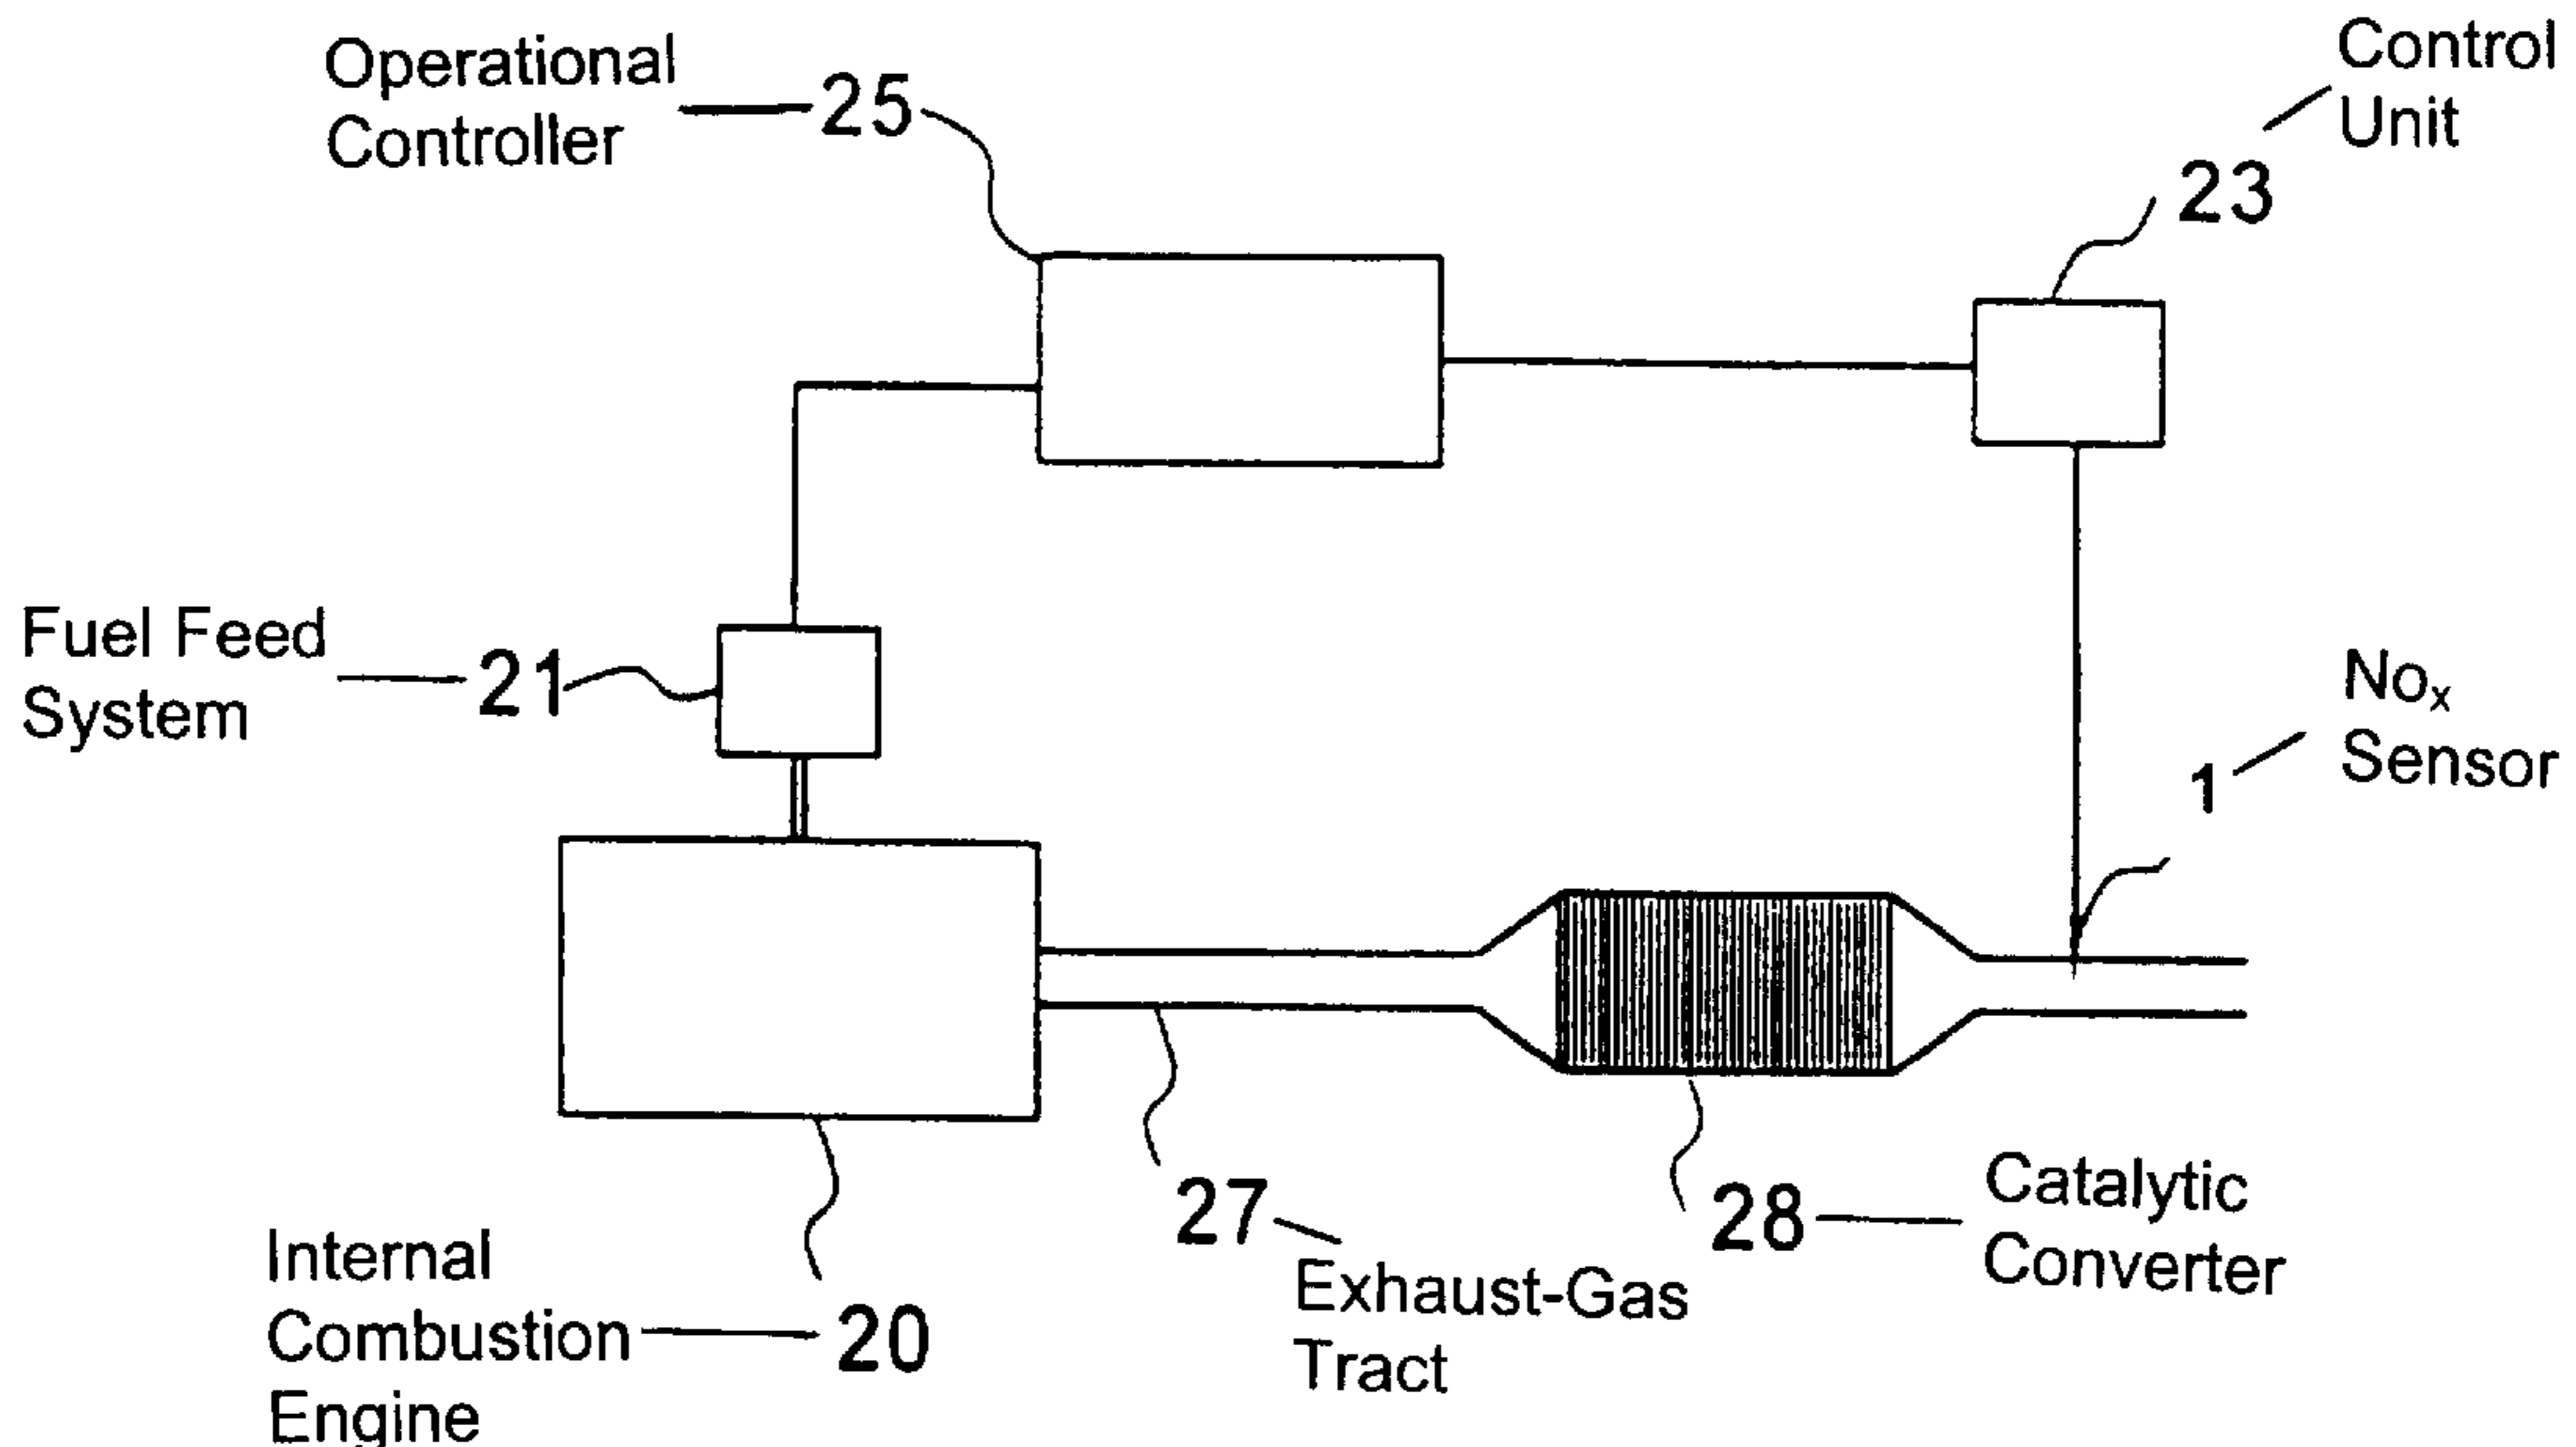 Operational
Controller
25
Control
Unit
23
Fuel Feed
System
21
Nox
Sensor
1
27
Exhaust-Gas
Tract
28
Catalytic
Converter
Internal
Combustion
Engine
20